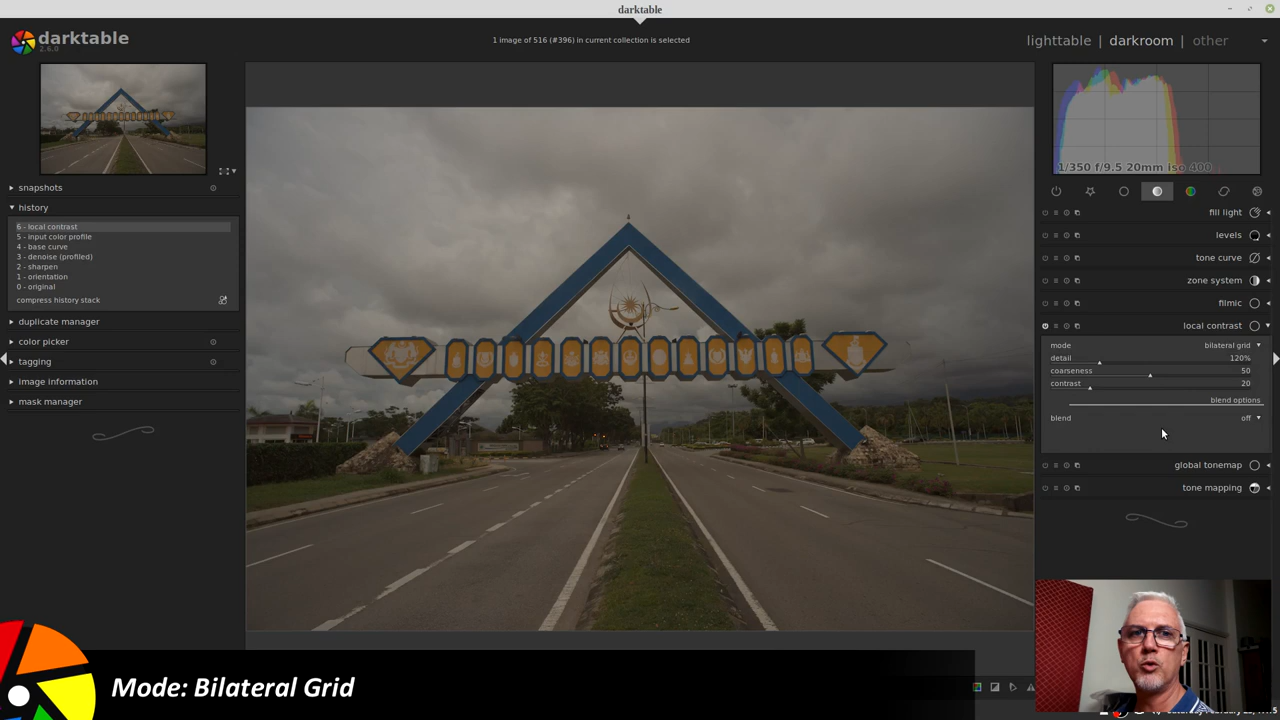 darktable
darktable
2.6.0
1 image of 516 (#396) in current collection is selected
lighttable | darkroom | other
1/350 f/9.5 20mm iso 400
snapshots
history
6 - local contrast
5 - input color profile
4 - base curve
3 - denoise (profiled)
2 - sharpen
1 - orientation
0 - original
compress history stack
duplicate manager
color picker
tagging
image information
mask manager
fill light
levels
tone curve
zone system
filmic
local contrast
mode bilateral grid
detail 120%
coarseness 50
contrast 20
blend options
blend off
global tonemap
tone mapping
Mode: Bilateral Grid